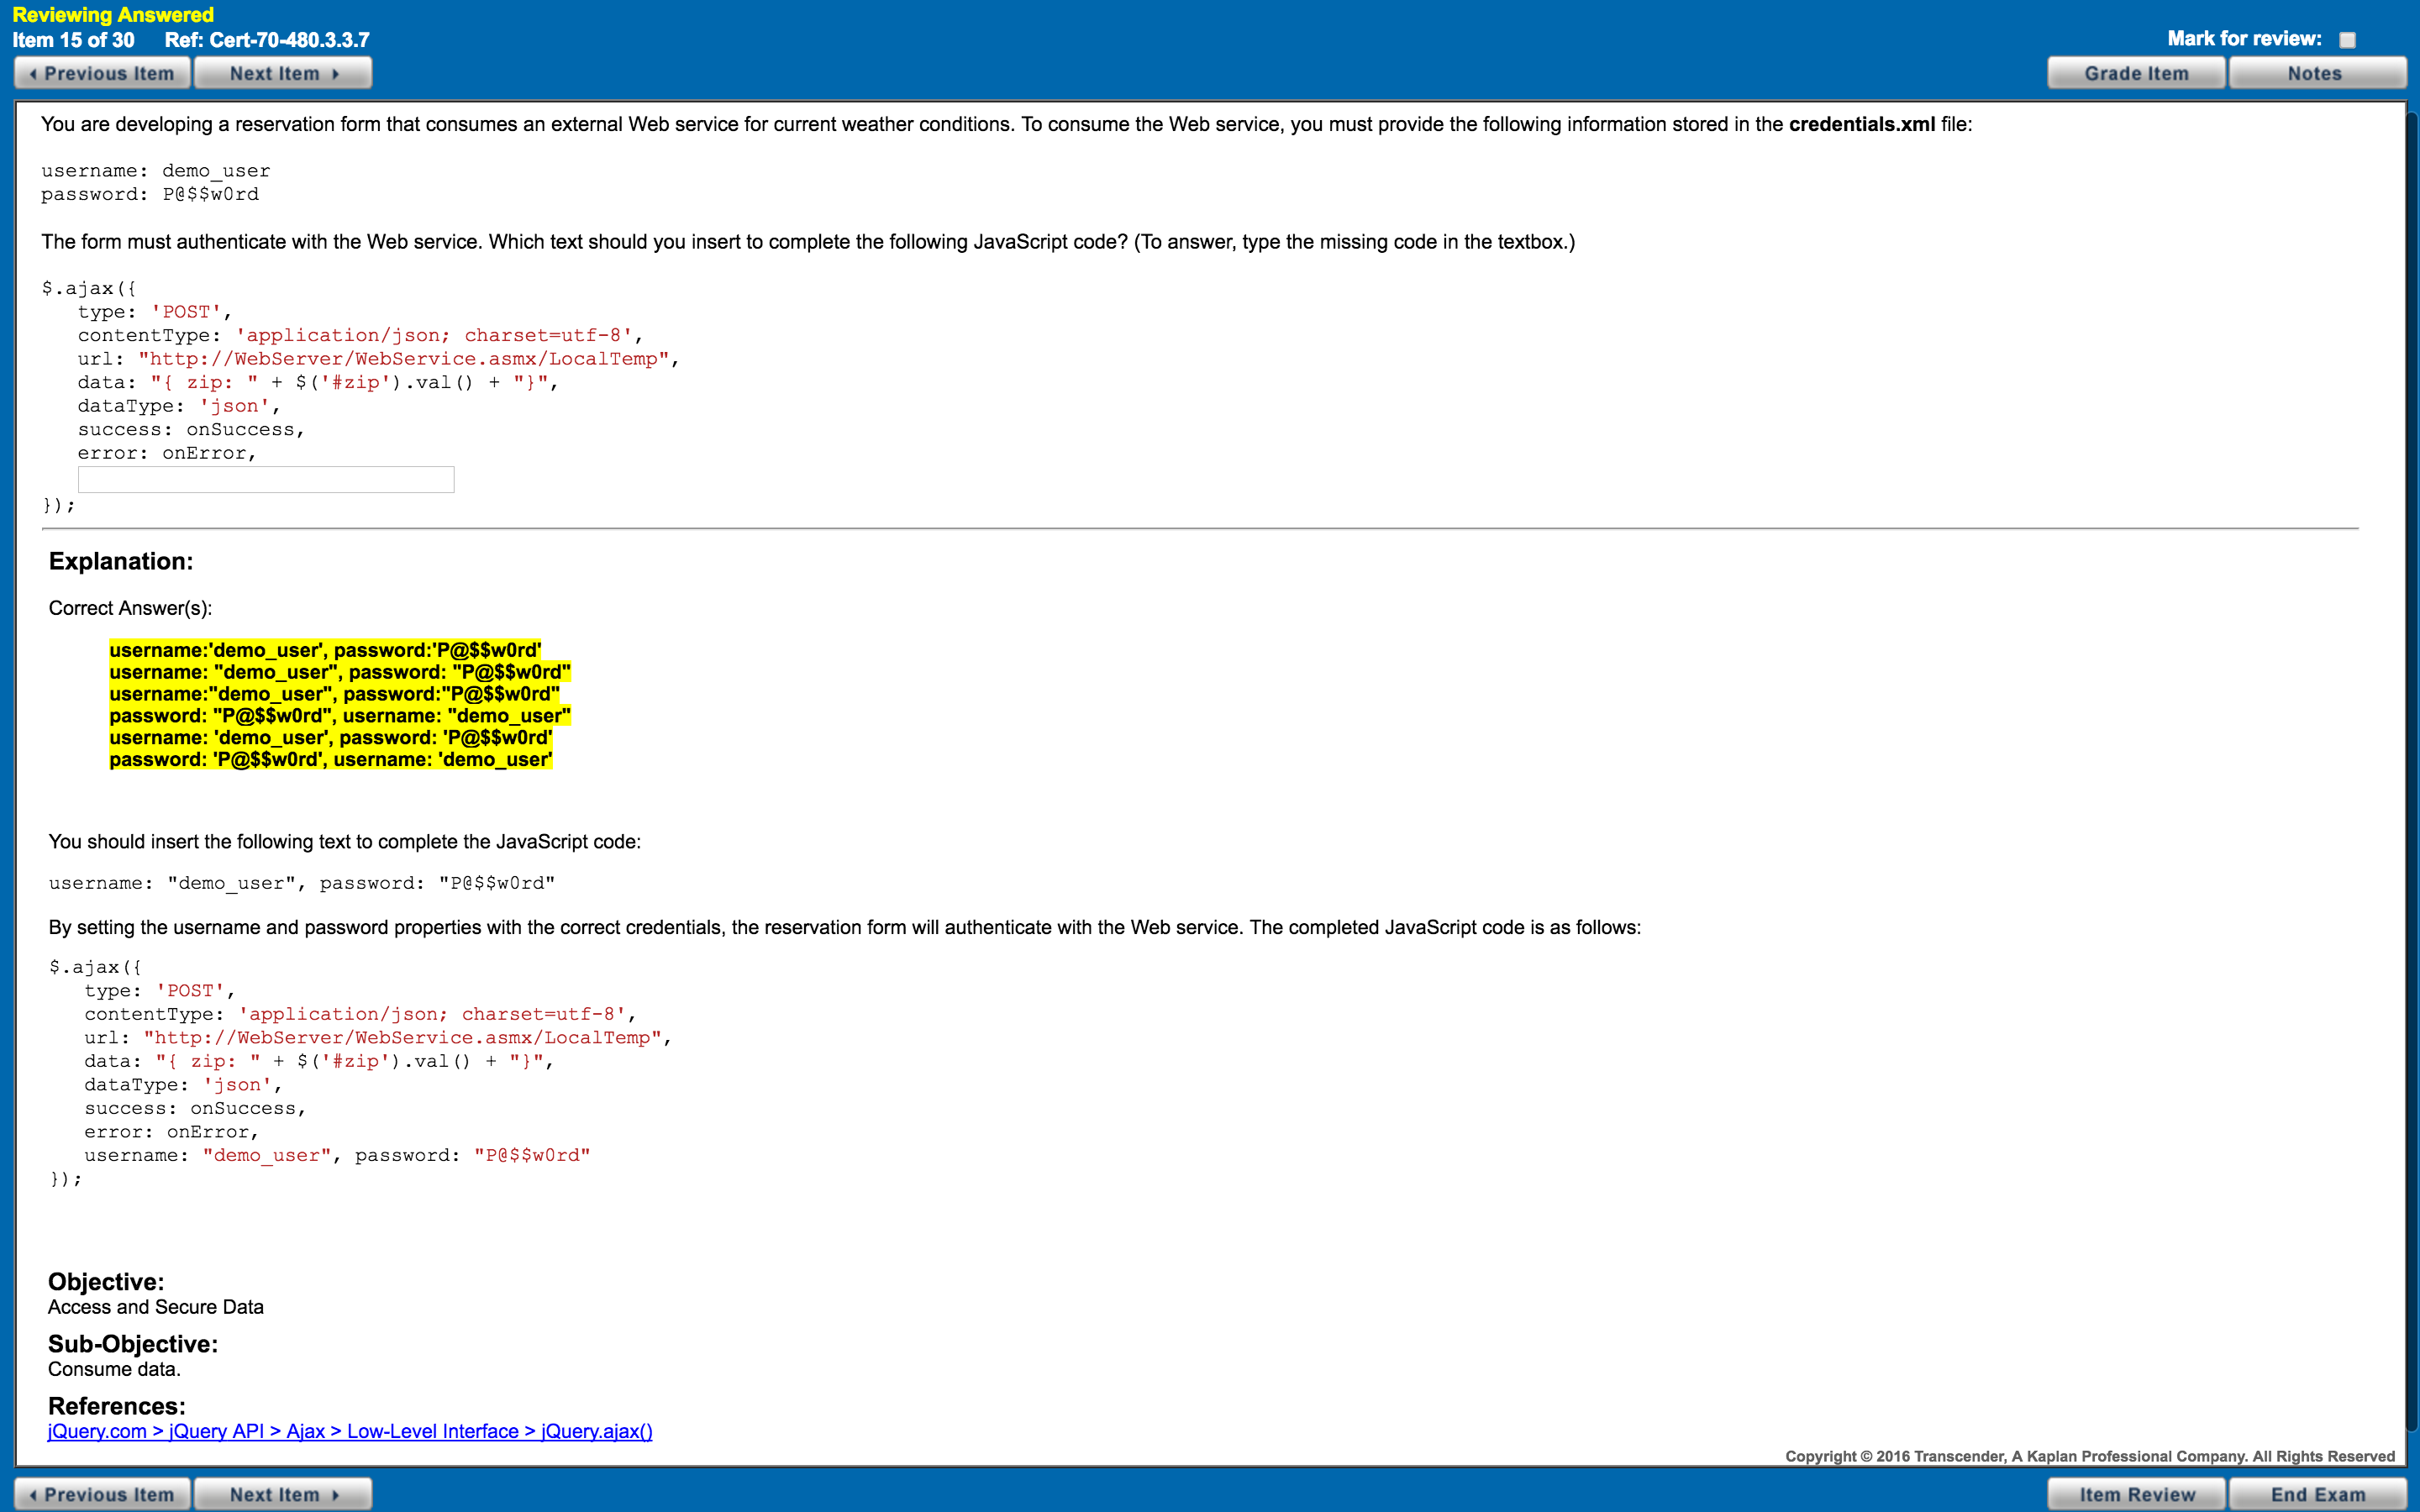 Reviewing Answered
Item 15 of 30 Ref: Cert-70-480.3.3.7
Mark for review:
Previous Item Next Item Grade Item Notes
You are developing a reservation form that consumes an external Web service for current weather conditions. To consume the Web service, you must provide the following information stored in the credentials.xml file:
username: demo_user
password: P@$$w0rd
The form must authenticate with the Web service. Which text should you insert to complete the following JavaScript code? (To answer, type the missing code in the textbox.)
$.ajax({
type: 'POST',
contentType: 'application/json; charset=utf-8',
url: "http://WebServer/WebService.asmx/LocalTemp",
data: "{ zip: " + $('#zip').val() + "}",
dataType: 'json',
success: onSuccess,
error: onError,
});
Explanation:
Correct Answer(s):
username:'demo_user', password:'P@$$w0rd'
username: "demo_user", password: "P@$$w0rd"
username:"demo_user", password:"P@$$w0rd"
password: "P@$$w0rd", username: "demo_user"
username: 'demo_user', password: 'P@$$w0rd'
password: 'P@$$w0rd', username: 'demo_user'
You should insert the following text to complete the JavaScript code:
username: "demo_user", password: "P@$$w0rd"
By setting the username and password properties with the correct credentials, the reservation form will authenticate with the Web service. The completed JavaScript code is as follows:
$.ajax({
type: 'POST',
contentType: 'application/json; charset=utf-8',
url: "http://WebServer/WebService.asmx/LocalTemp",
data: "{ zip: " + $('#zip').val() + "}",
dataType: 'json',
success: onSuccess,
error: onError,
username: "demo_user", password: "P@$$w0rd"
});
Objective:
Access and Secure Data
Sub-Objective:
Consume data.
References:
jQuery.com > jQuery API > Ajax > Low-Level Interface > jQuery.ajax()
Copyright © 2016 Transcender, A Kaplan Professional Company. All Rights Reserved
Previous Item Next Item Item Review End Exam